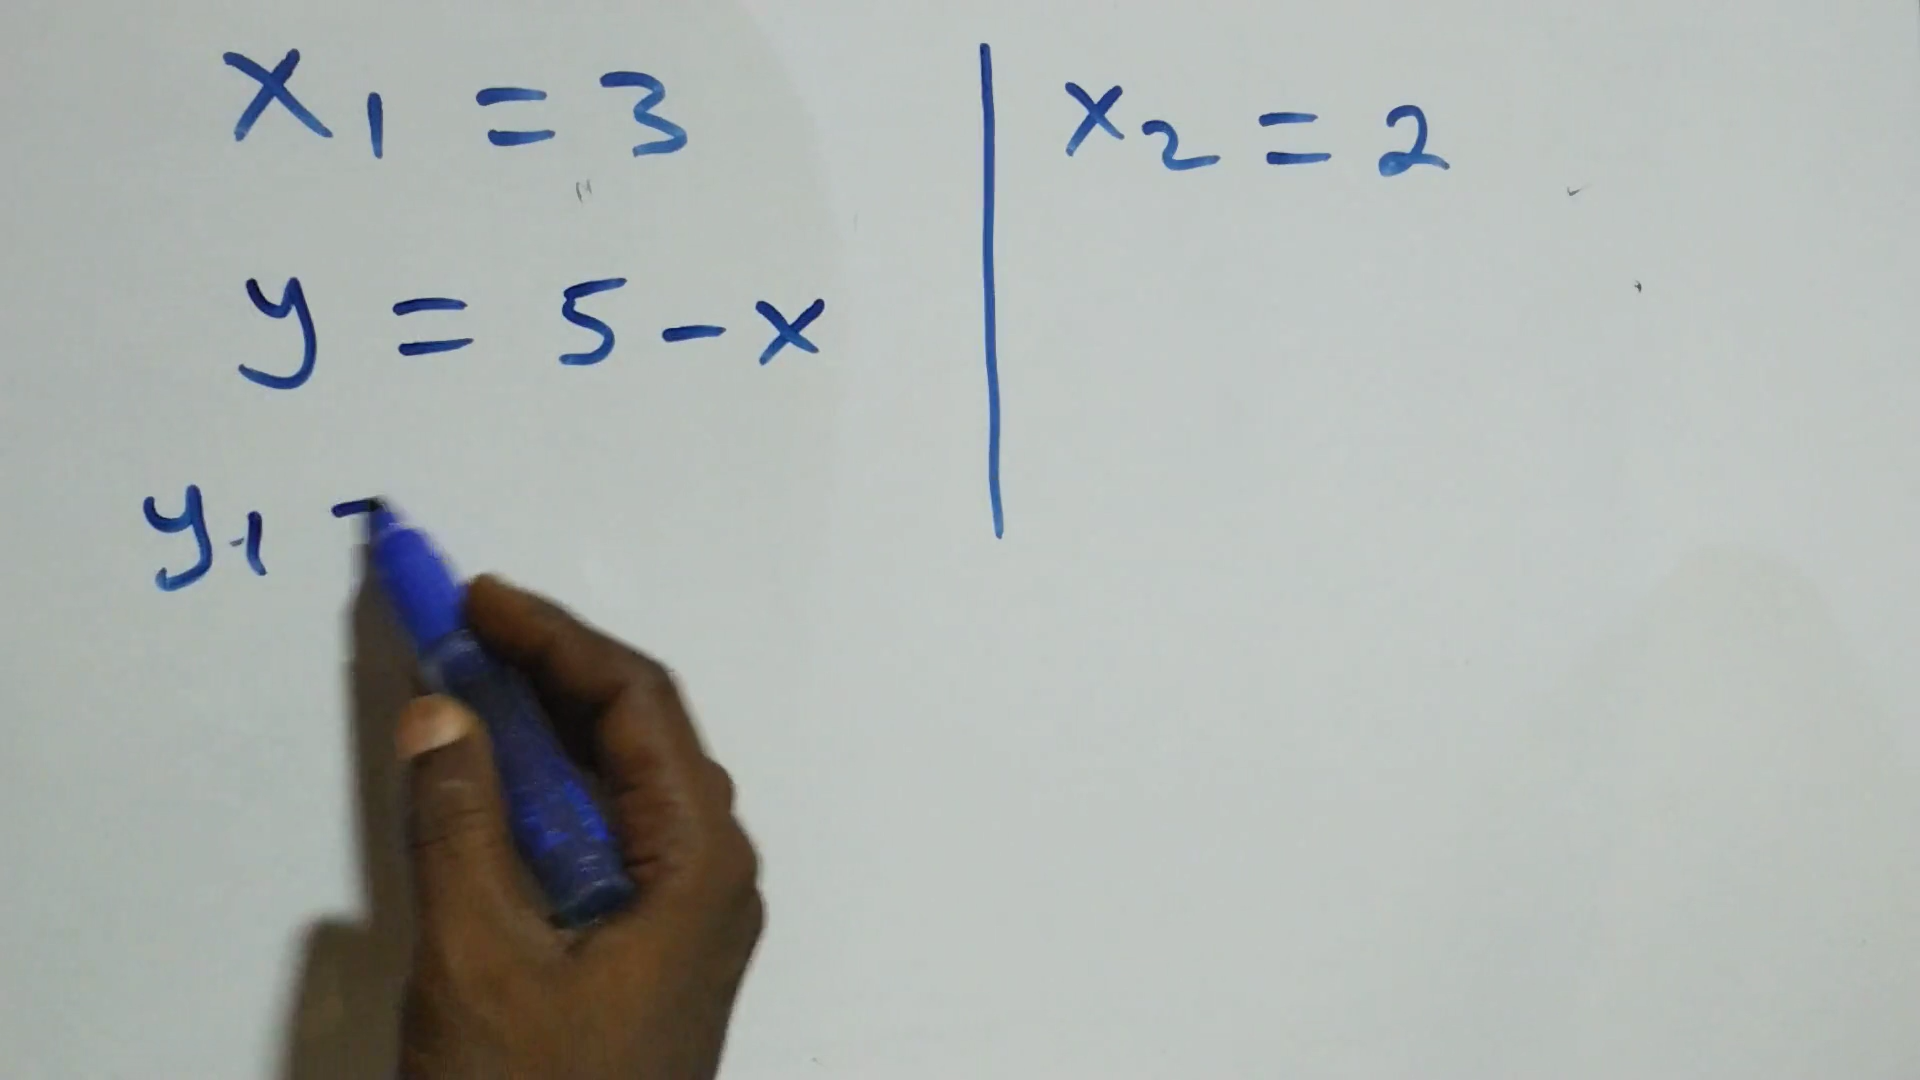 x₁ = 3
y = 5 - x
y₁ =
x₂ = 2